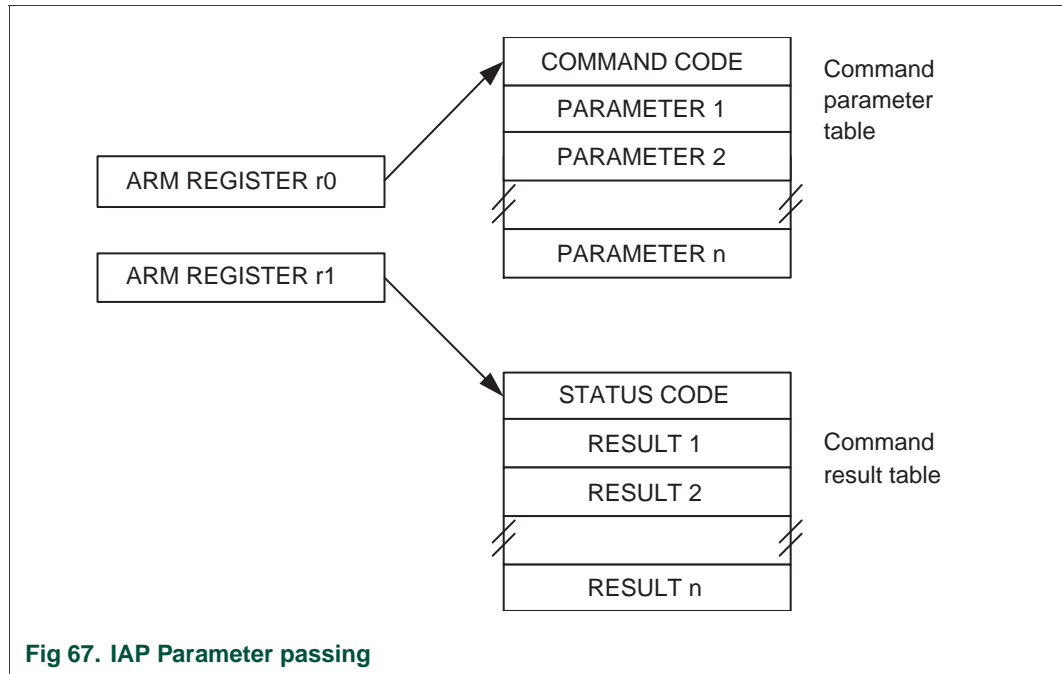 COMMAND CODE
PARAMETER 1
PARAMETER 2
PARAMETER n
Command
parameter
table
ARM REGISTER r0
ARM REGISTER r1
STATUS CODE
RESULT 1
RESULT 2
RESULT n
Command
result table
Fig 67. IAP Parameter passing